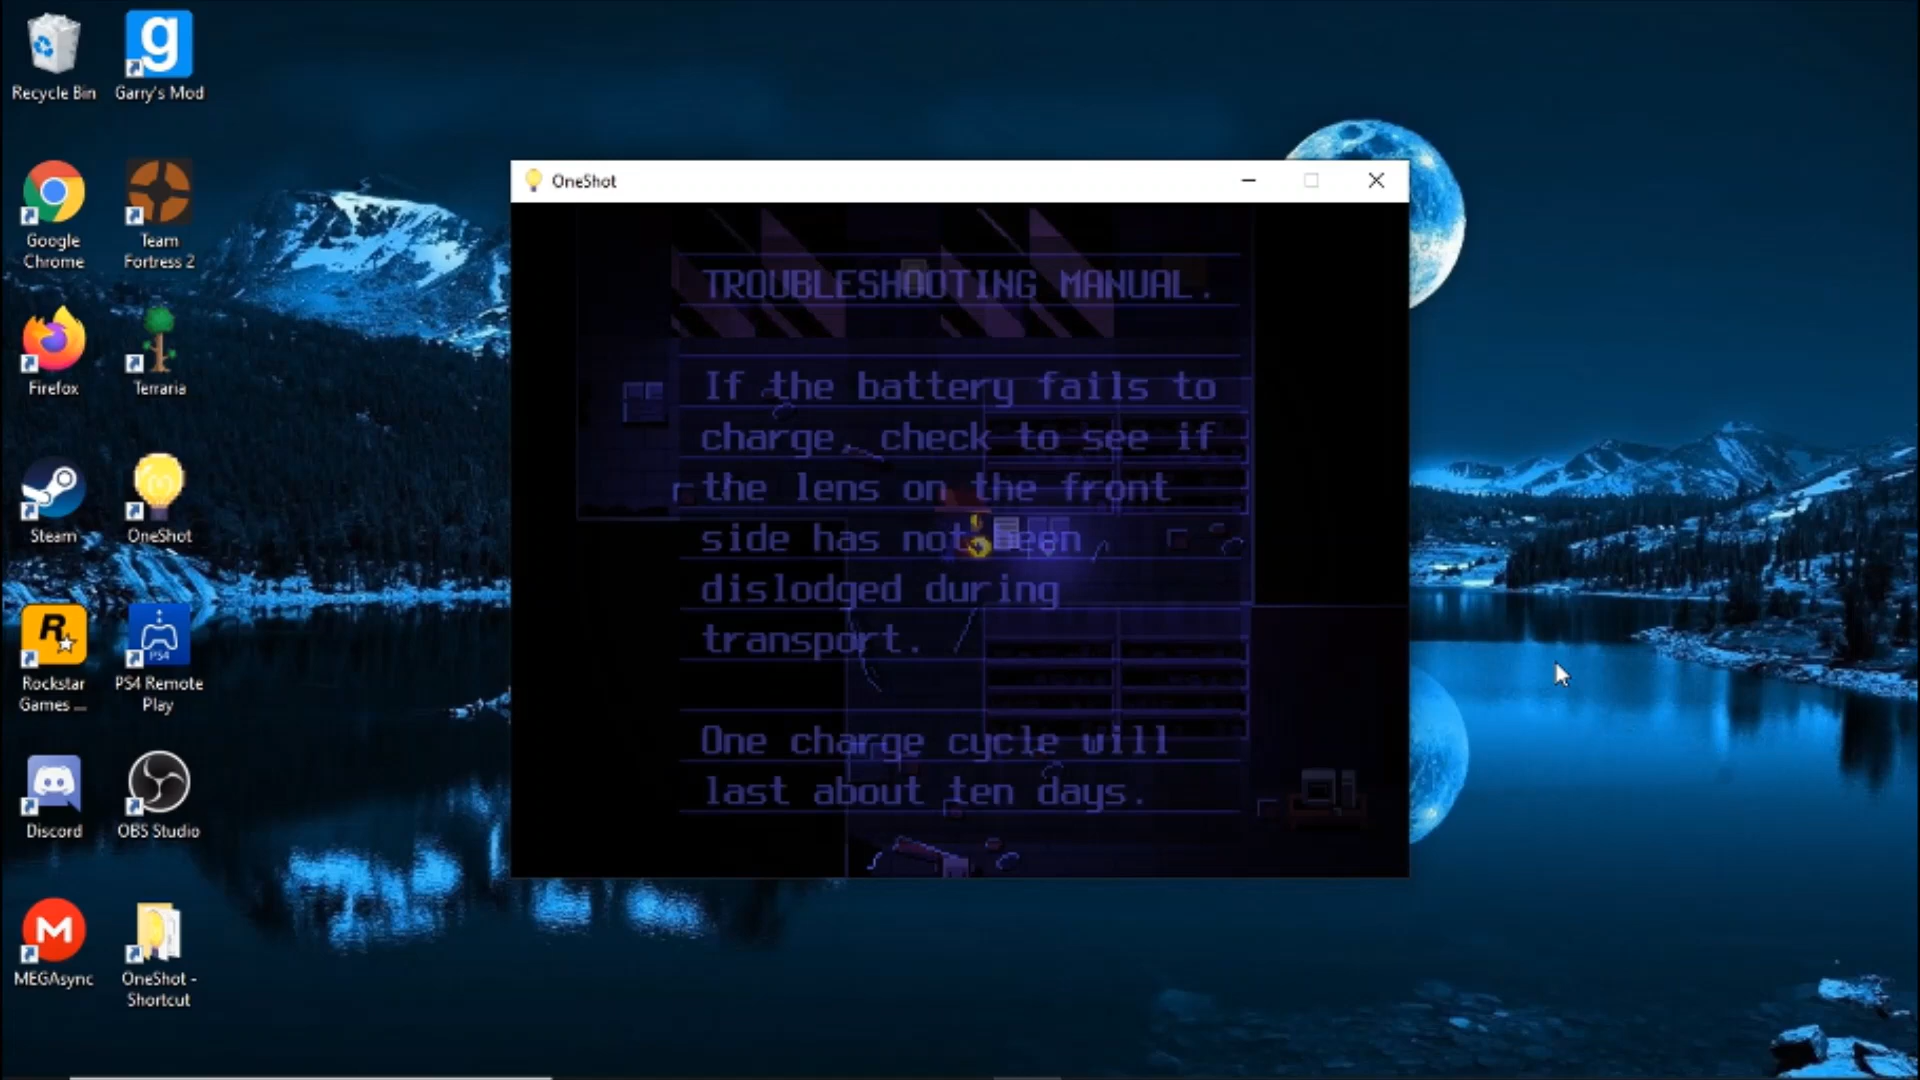 Recycle Bin
Garry's Mod
Google
Chrome
Team
Fortress 2
Firefox
Terraria
Steam
OneShot
Rockstar
Games ...
PS4
PS4 Remote
Play
Discord
OBS Studio
MEGAsync
OneShot -
Shortcut
OneShot
TROUBLESHOOTING MANUAL.
If the battery fails to
charge, check to see if
the lens on the front
side has not been
dislodged during
transport.
One charge cycle will
last about ten days.